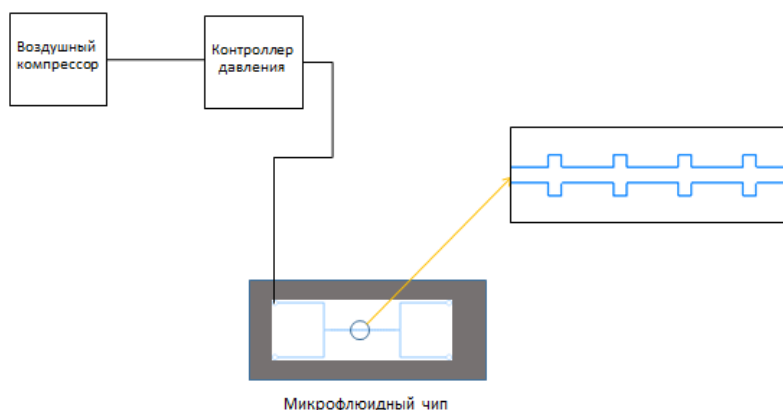 Воздушный
компрессор
Контроллер
давления
Микрофлюидный чип